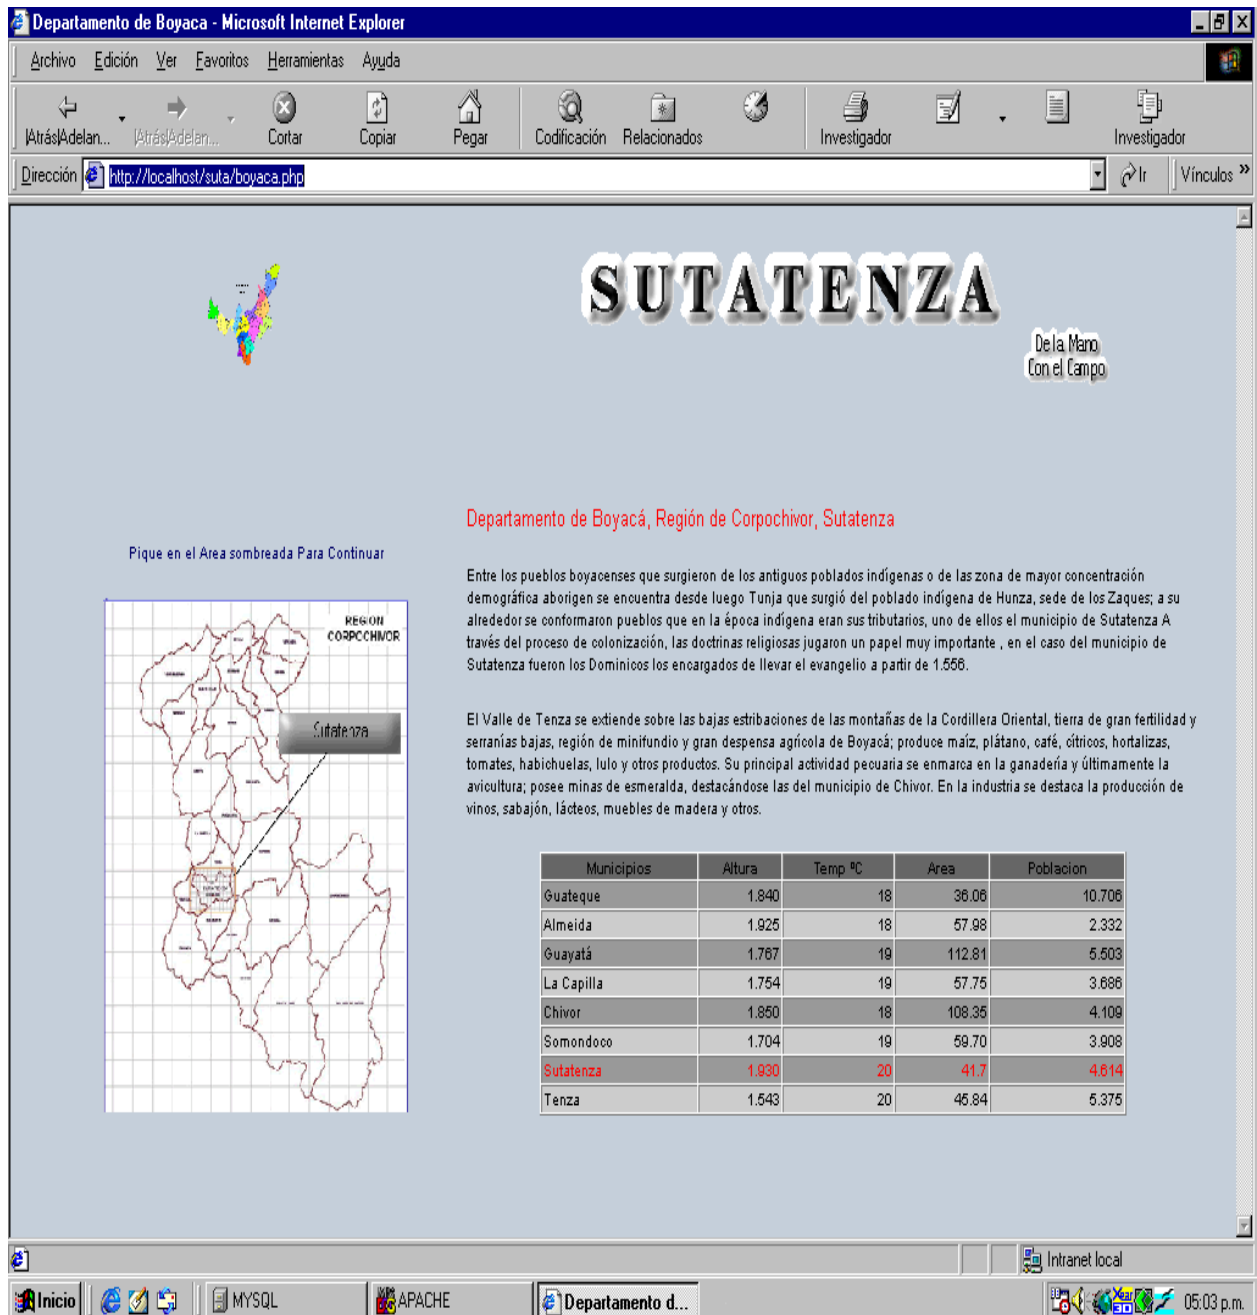 Departamento de Boyaca - Microsoft Internet Explorer
Archivo Edición Ver Favoritos Herramientas Ayuda
|Atrás|Adelan... |Atrás|Adelan... Cortar Copiar Pegar Codificación Relacionados Investigador Investigador
Dirección http://localhost/suta/boyaca.php Ir Vínculos »
SUTATENZA
De la Mano
Con el Campo
Departamento de Boyacá, Región de Corpochivor, Sutatenza
Pique en el Area sombreada Para Continuar
Entre los pueblos boyacenses que surgieron de los antiguos poblados indígenas o de las zona de mayor concentración
demográfica aborigen se encuentra desde luego Tunja que surgió del poblado indígena de Hunza, sede de los Zaques; a su
alrededor se conformaron pueblos que en la época indígena eran sus tributarios, uno de ellos el municipio de Sutatenza A
través del proceso de colonización, las doctrinas religiosas jugaron un papel muy importante , en el caso del municipio de
Sutatenza fueron los Dominicos los encargados de llevar el evangelio a partir de 1.556.
REGION
CORPOCHIVOR
Sutatenza
El Valle de Tenza se extiende sobre las bajas estribaciones de las montañas de la Cordillera Oriental, tierra de gran fertilidad y
serranías bajas, región de minifundio y gran despensa agrícola de Boyacá; produce maíz, plátano, café, cítricos, hortalizas,
tomates, habichuelas, lulo y otros productos. Su principal actividad pecuaria se enmarca en la ganadería y últimamente la
avicultura; posee minas de esmeralda, destacándose las del municipio de Chivor. En la industria se destaca la producción de
vinos, sabajón, lácteos, muebles de madera y otros.
Municipios Altura Temp ºC Area Poblacion
Guateque 1.840 18 36.06 10.706
Almeida 1.925 18 57.98 2.332
Guayatá 1.767 19 112.81 5.503
La Capilla 1.754 19 57.75 3.686
Chivor 1.850 18 108.35 4.109
Somondoco 1.704 19 59.70 3.908
Sutatenza 1.930 20 41.7 4.614
Tenza 1.543 20 45.84 5.375
Intranet local
Inicio MYSQL APACHE Departamento d... 05:03 p.m.